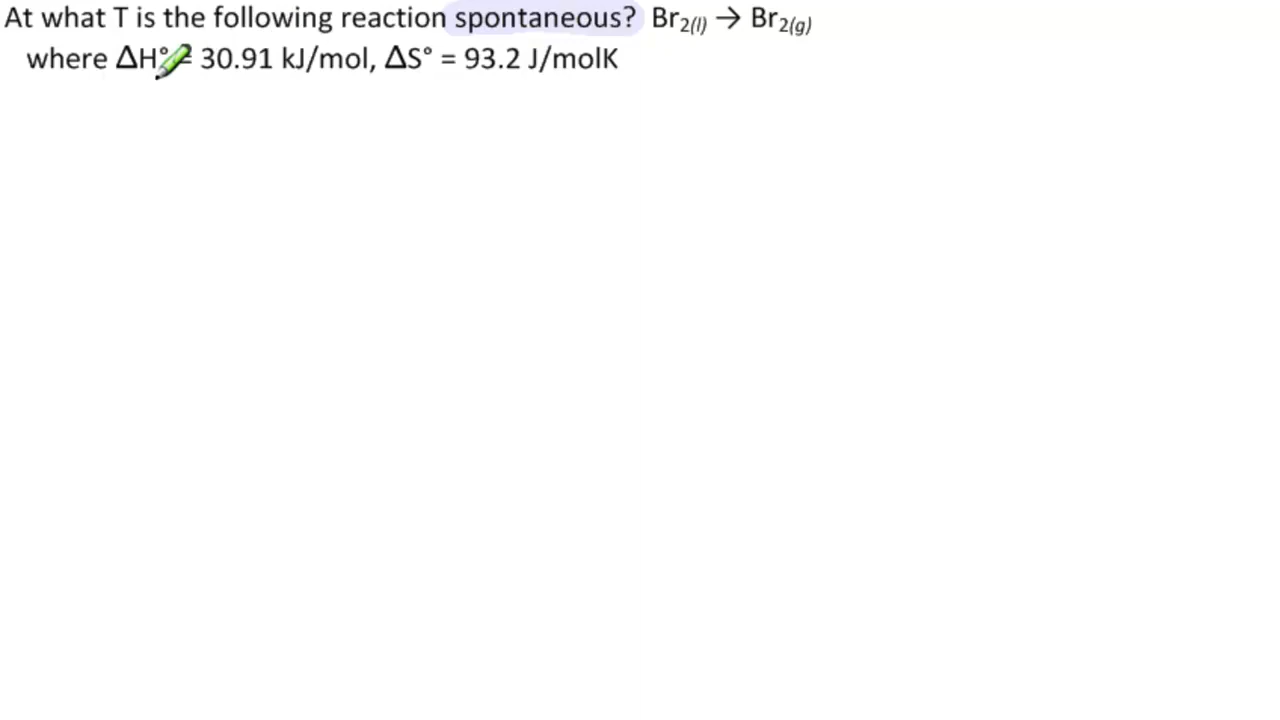 At what T is the following reaction spontaneous? Br₂₍ₗ₎ → Br₂(g)
where ΔH° = 30.91 kJ/mol, ΔS° = 93.2 J/molK